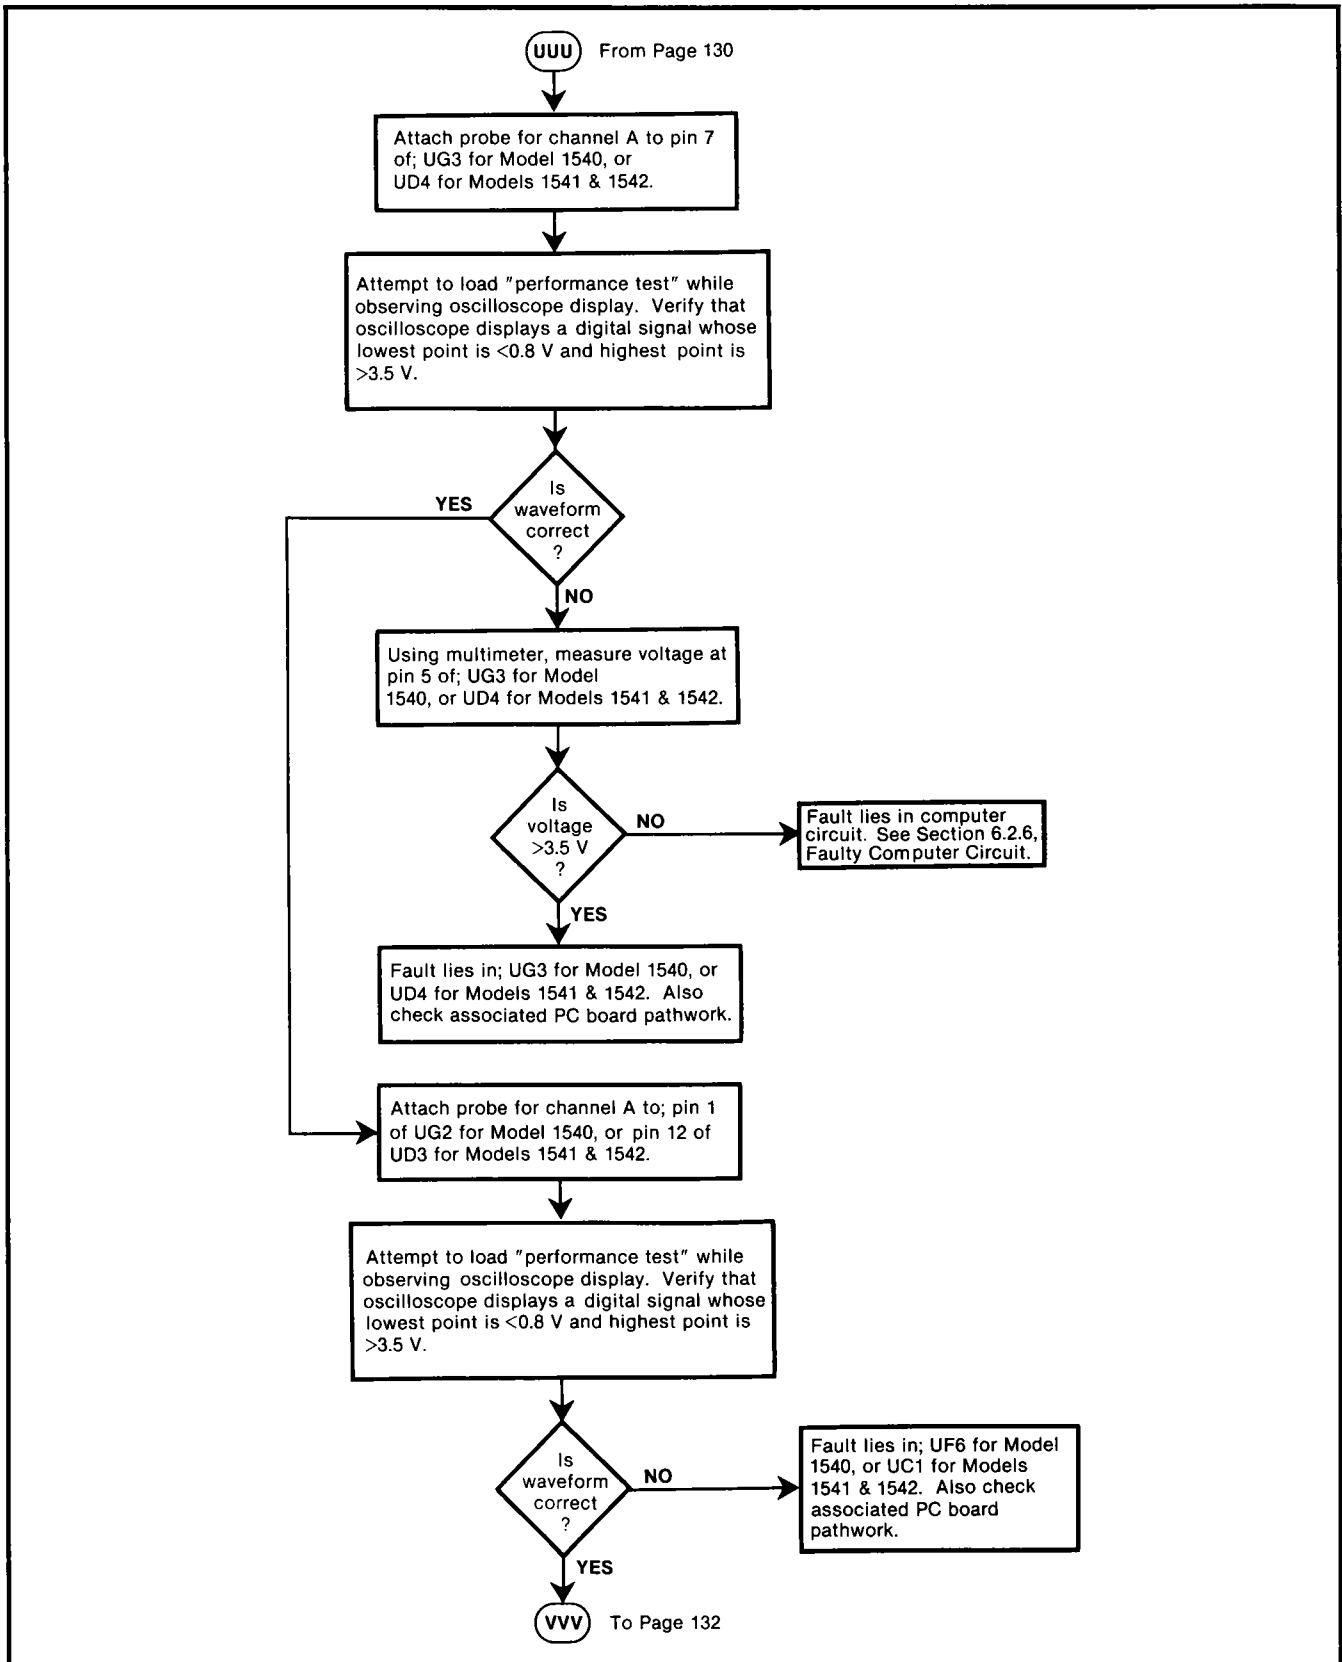 UUU From Page 130
Attach probe for channel A to pin 7
of; UG3 for Model 1540, or
UD4 for Models 1541 & 1542.
Attempt to load "performance test" while
observing oscilloscope display. Verify that
oscilloscope displays a digital signal whose
lowest point is <0.8 V and highest point is
>3.5 V.
Is
waveform
correct
?
YES
NO
Using multimeter, measure voltage at
pin 5 of; UG3 for Model
1540, or UD4 for Models 1541 & 1542.
Is
voltage
>3.5 V
?
NO
Fault lies in computer
circuit. See Section 6.2.6,
Faulty Computer Circuit.
YES
Fault lies in; UG3 for Model 1540, or
UD4 for Models 1541 & 1542. Also
check associated PC board pathwork.
Attach probe for channel A to; pin 1
of UG2 for Model 1540, or pin 12 of
UD3 for Models 1541 & 1542.
Attempt to load "performance test" while
observing oscilloscope display. Verify that
oscilloscope displays a digital signal whose
lowest point is <0.8 V and highest point is
>3.5 V.
Is
waveform
correct
?
NO
Fault lies in; UF6 for Model
1540, or UC1 for Models
1541 & 1542. Also check
associated PC board
pathwork.
YES
VVV To Page 132